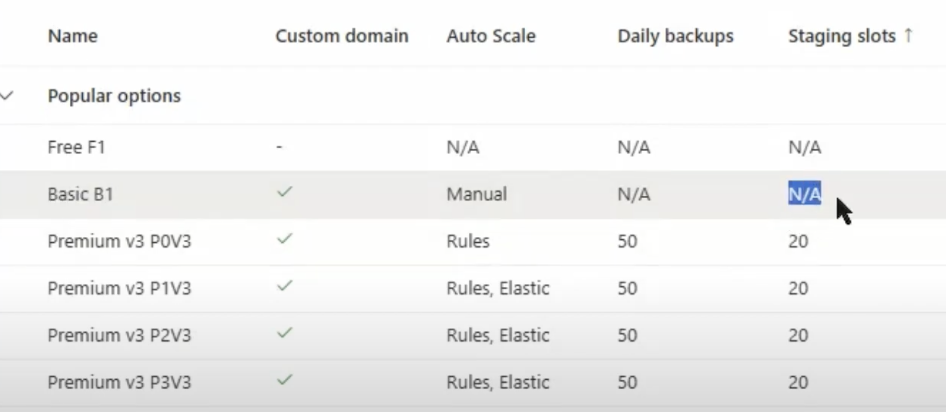 Name Custom domain Auto Scale Daily backups Staging slots ↑
Popular options
Free F1 - N/A N/A N/A
Basic B1 ✓ Manual N/A N/A
Premium v3 P0V3 ✓ Rules 50 20
Premium v3 P1V3 ✓ Rules, Elastic 50 20
Premium v3 P2V3 ✓ Rules, Elastic 50 20
Premium v3 P3V3 ✓ Rules, Elastic 50 20